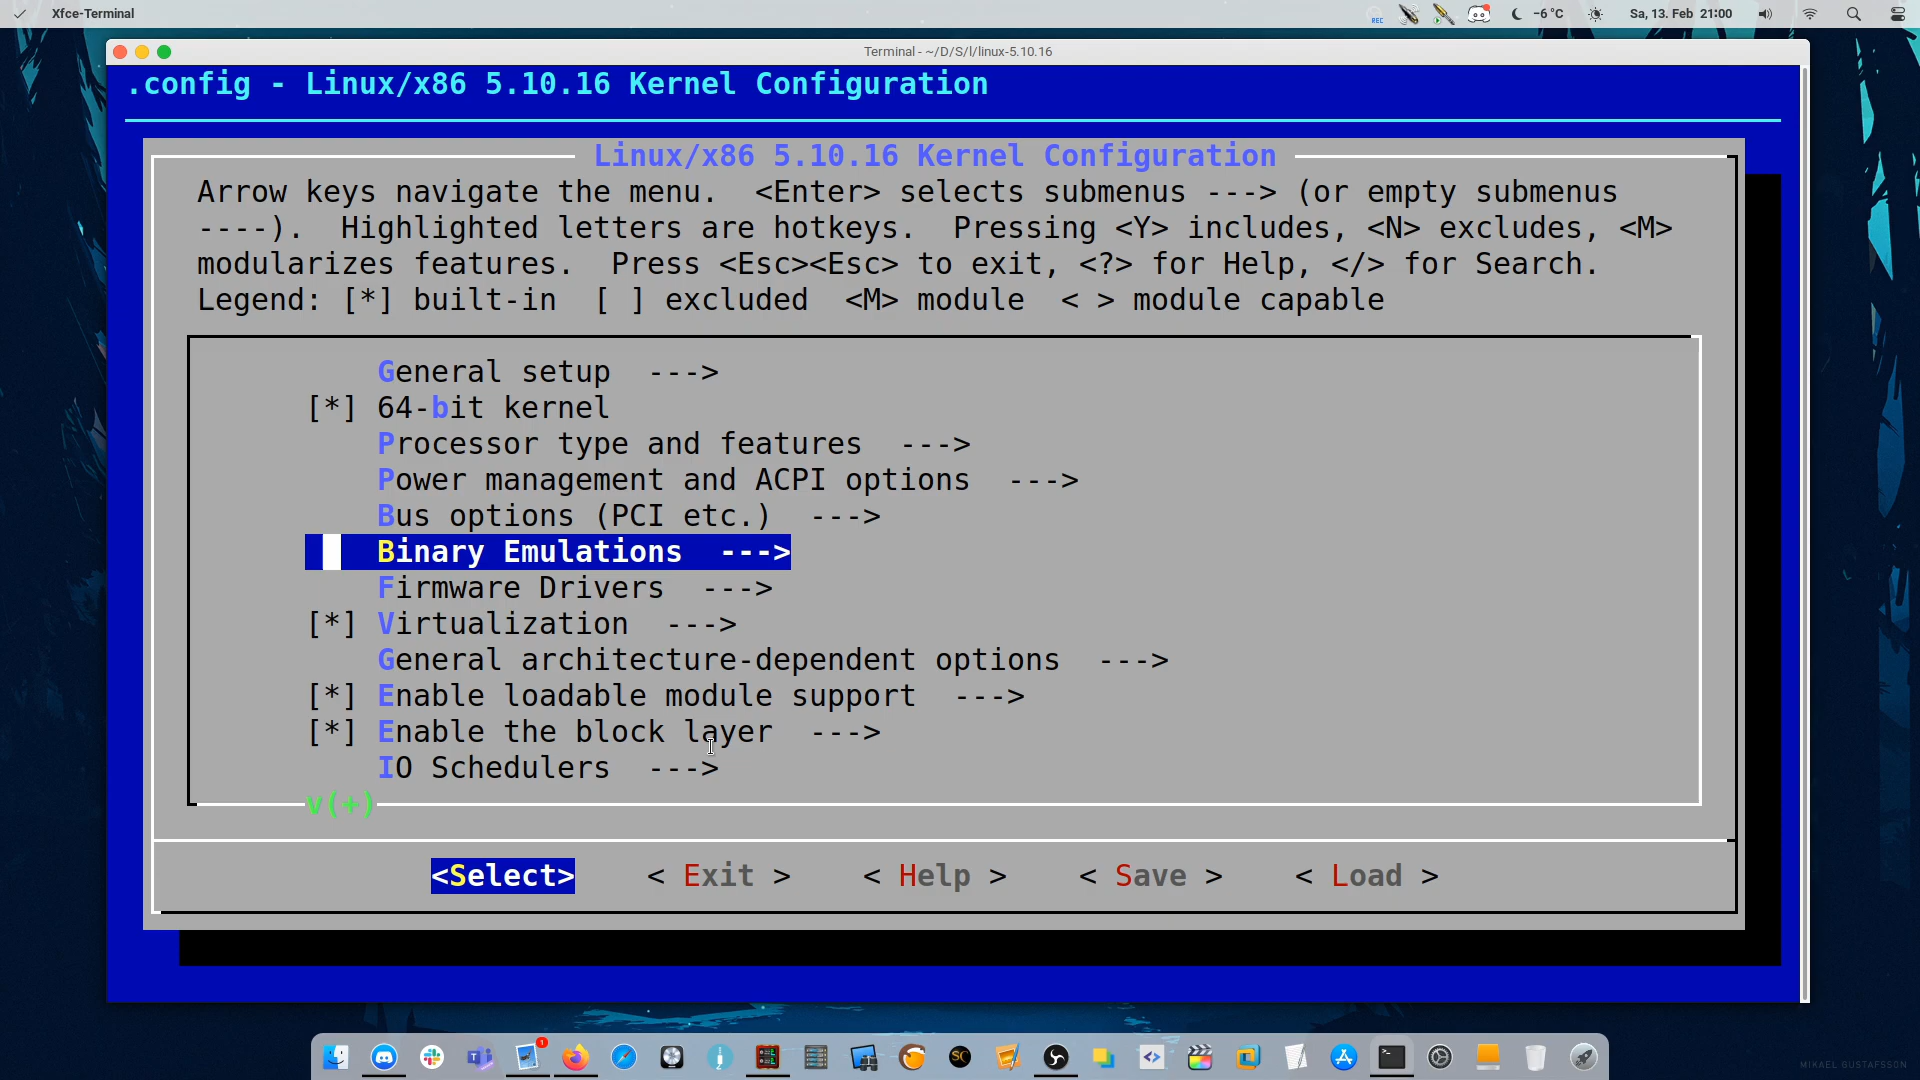 Xfce-Terminal
REC
-6 °C
Sa, 13. Feb 21:00
Terminal - ~/D/S/l/linux-5.10.16
.config - Linux/x86 5.10.16 Kernel Configuration
Linux/x86 5.10.16 Kernel Configuration
Arrow keys navigate the menu.  <Enter> selects submenus ---> (or empty submenus
----).  Highlighted letters are hotkeys.  Pressing <Y> includes, <N> excludes, <M>
modularizes features.  Press <Esc><Esc> to exit, <?> for Help, </> for Search.
Legend: [*] built-in  [ ] excluded  <M> module  < > module capable
General setup  --->
[*] 64-bit kernel
Processor type and features  --->
Power management and ACPI options  --->
Bus options (PCI etc.)  --->
Binary Emulations  --->
Firmware Drivers  --->
[*] Virtualization  --->
General architecture-dependent options  --->
[*] Enable loadable module support  --->
[*] Enable the block layer  --->
IO Schedulers  --->
v(+)
<Select>    < Exit >    < Help >    < Save >    < Load >
1
SC
MIKAEL GUSTAFSSON